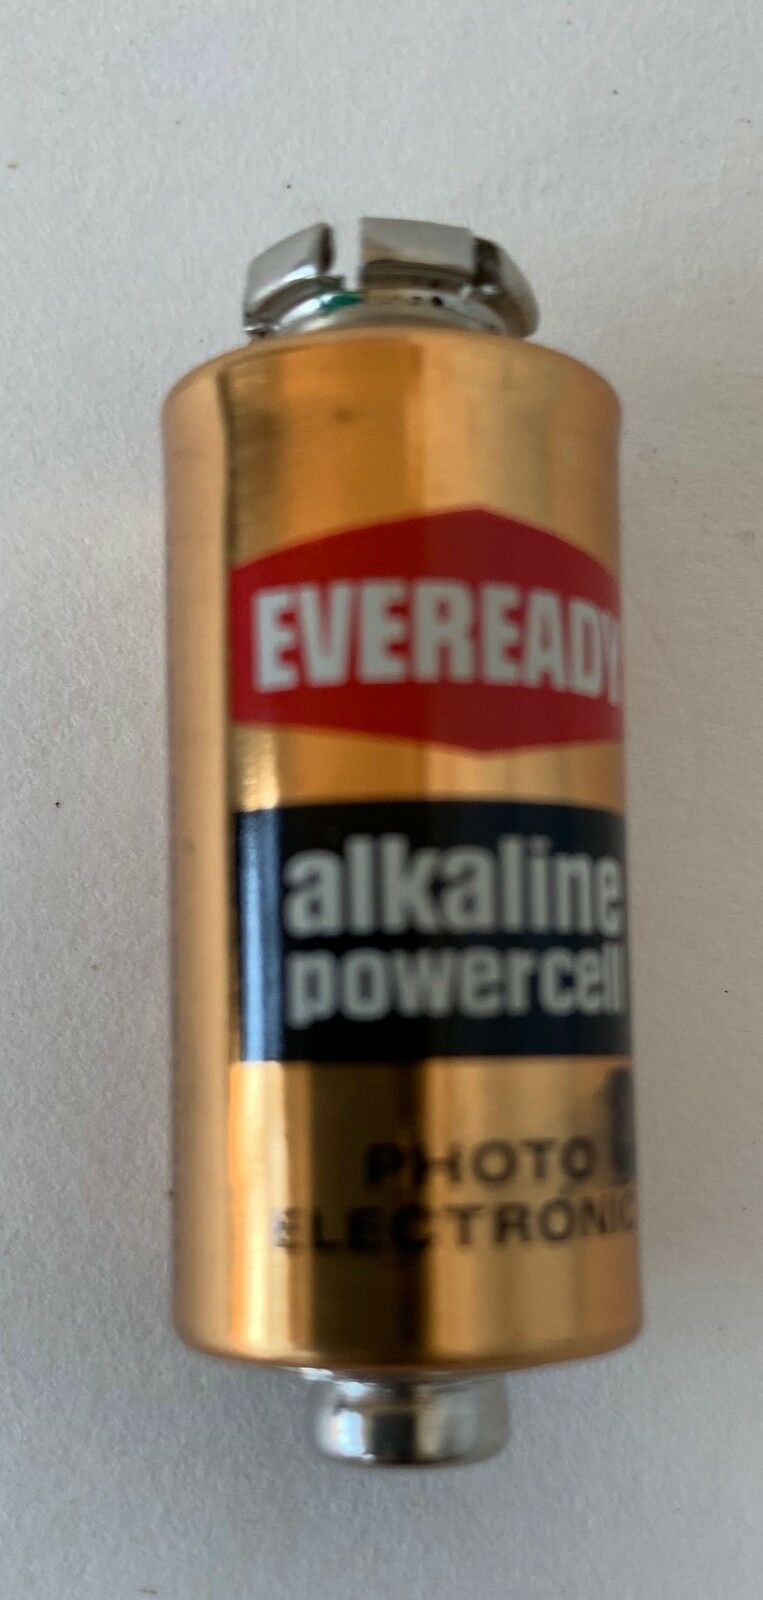 EVEREADY
alkaline
powercell
PHOTO
ELECTRONIC